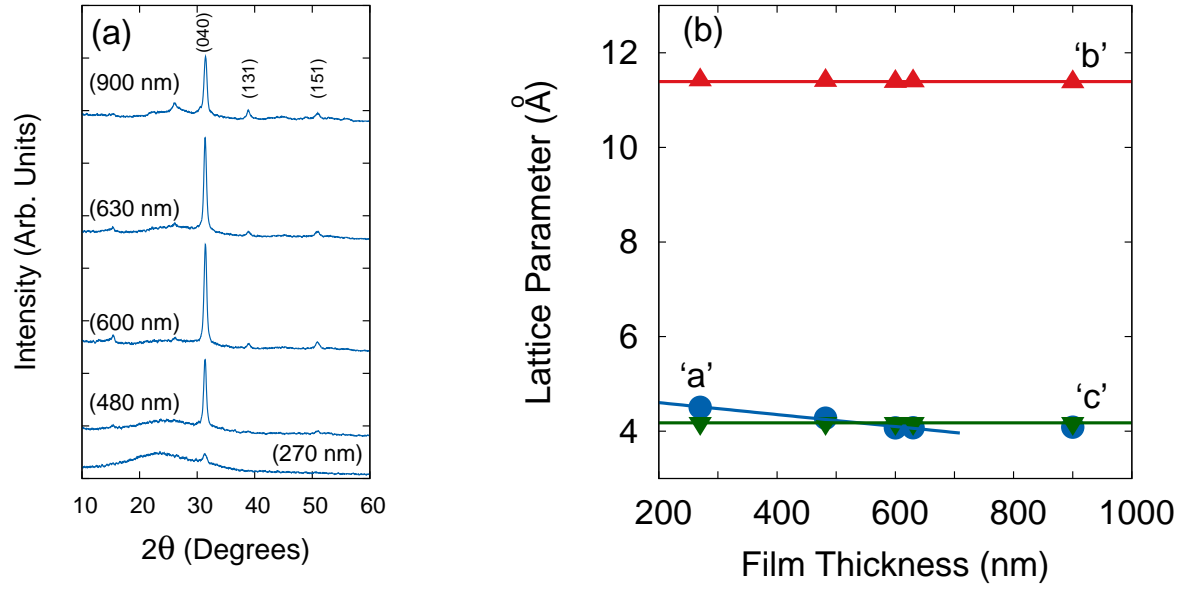 (a)
(040)
(131)
(151)
(900 nm)
(630 nm)
(600 nm)
(480 nm)
(270 nm)
10 20 30 40 50 60
2θ (Degrees)
Intensity (Arb. Units)
(b)
'b'
'a'
'c'
12
10
8
6
4
200 400 600 800 1000
Film Thickness (nm)
Lattice Parameter (Å)